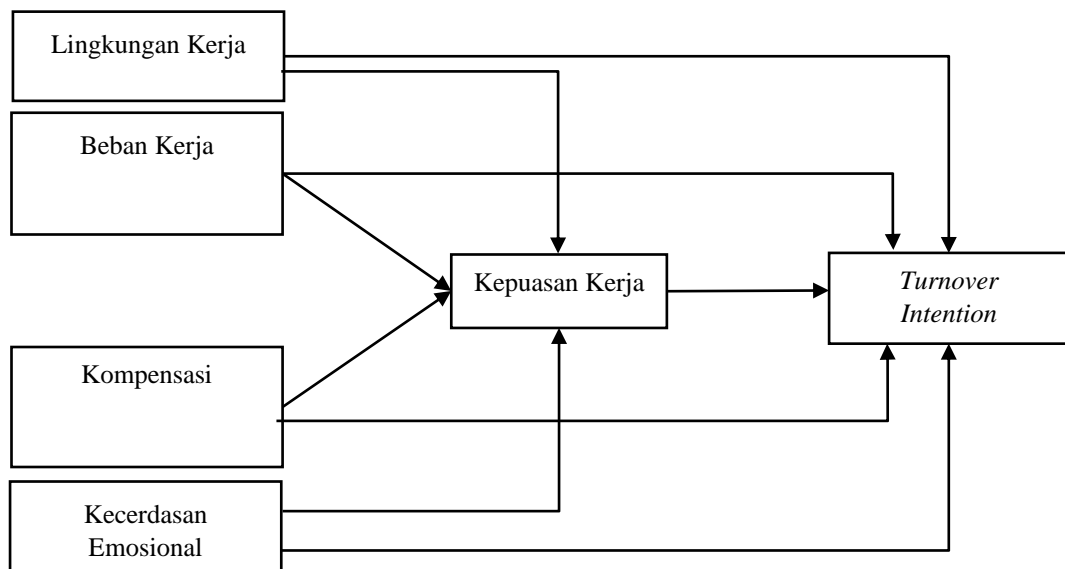 Lingkungan Kerja
Beban Kerja
Kepuasan Kerja
Turnover
Intention
Kompensasi
Kecerdasan
Emosional